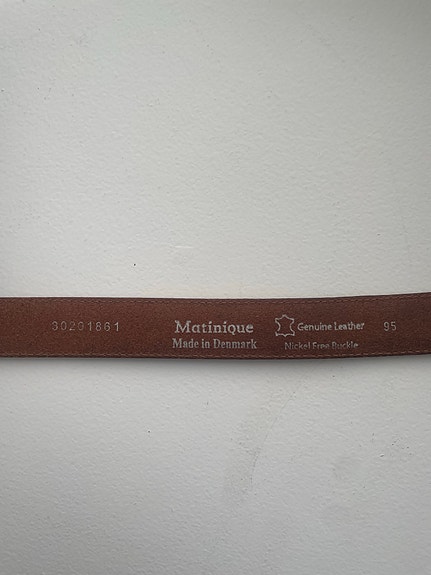 30201861
Matinique
Made in Denmark
Genuine Leather
Nickel Free Buckle
95